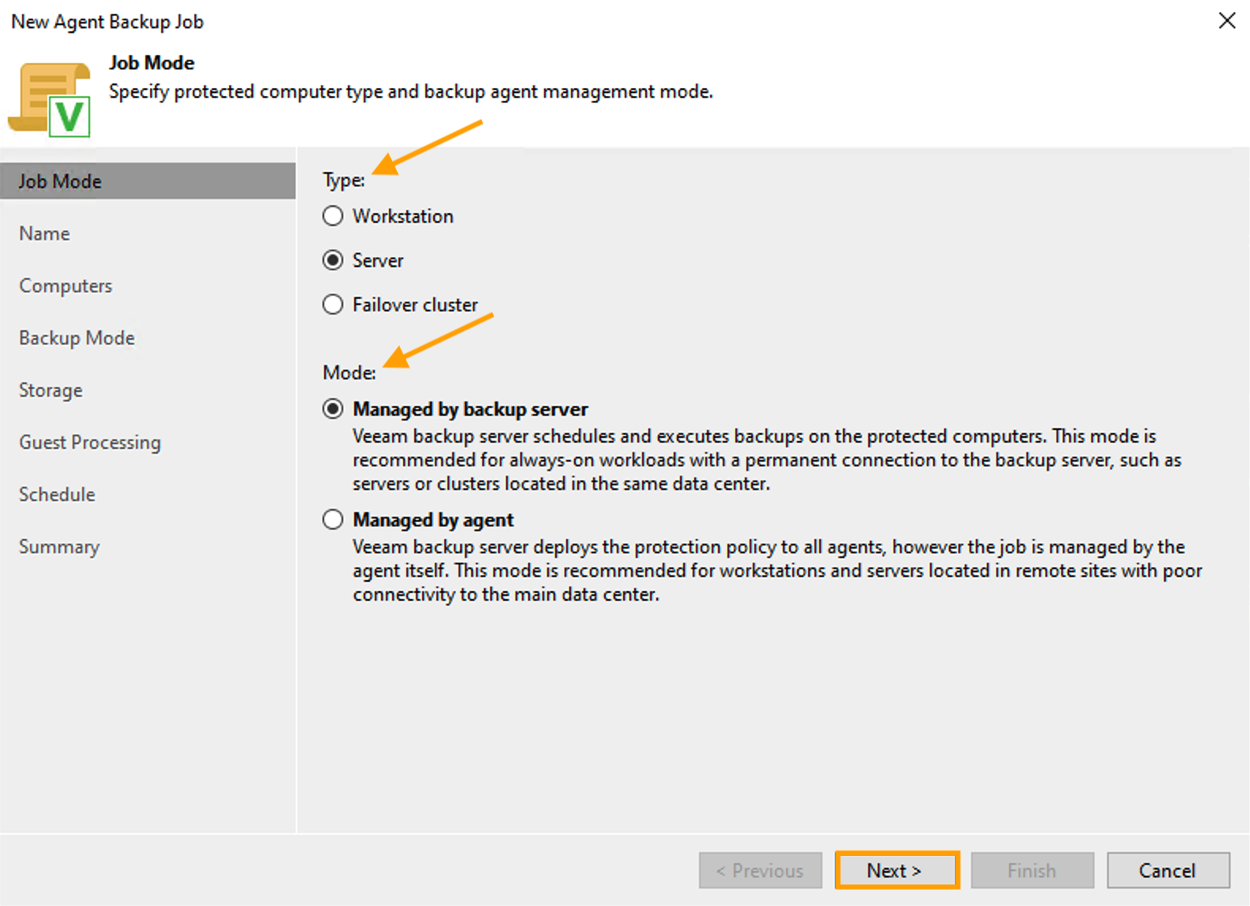 New Agent Backup Job
Job Mode
Specify protected computer type and backup agent management mode.
V
Job Mode
Name
Computers
Backup Mode
Storage
Guest Processing
Schedule
Summary
Type:
Workstation
Server
Failover cluster
Mode:
Managed by backup server
Veeam backup server schedules and executes backups on the protected computers. This mode is
recommended for always-on workloads with a permanent connection to the backup server, such as
servers or clusters located in the same data center.
Managed by agent
Veeam backup server deploys the protection policy to all agents, however the job is managed by the
agent itself. This mode is recommended for workstations and servers located in remote sites with poor
connectivity to the main data center.
< Previous
Next >
Finish
Cancel